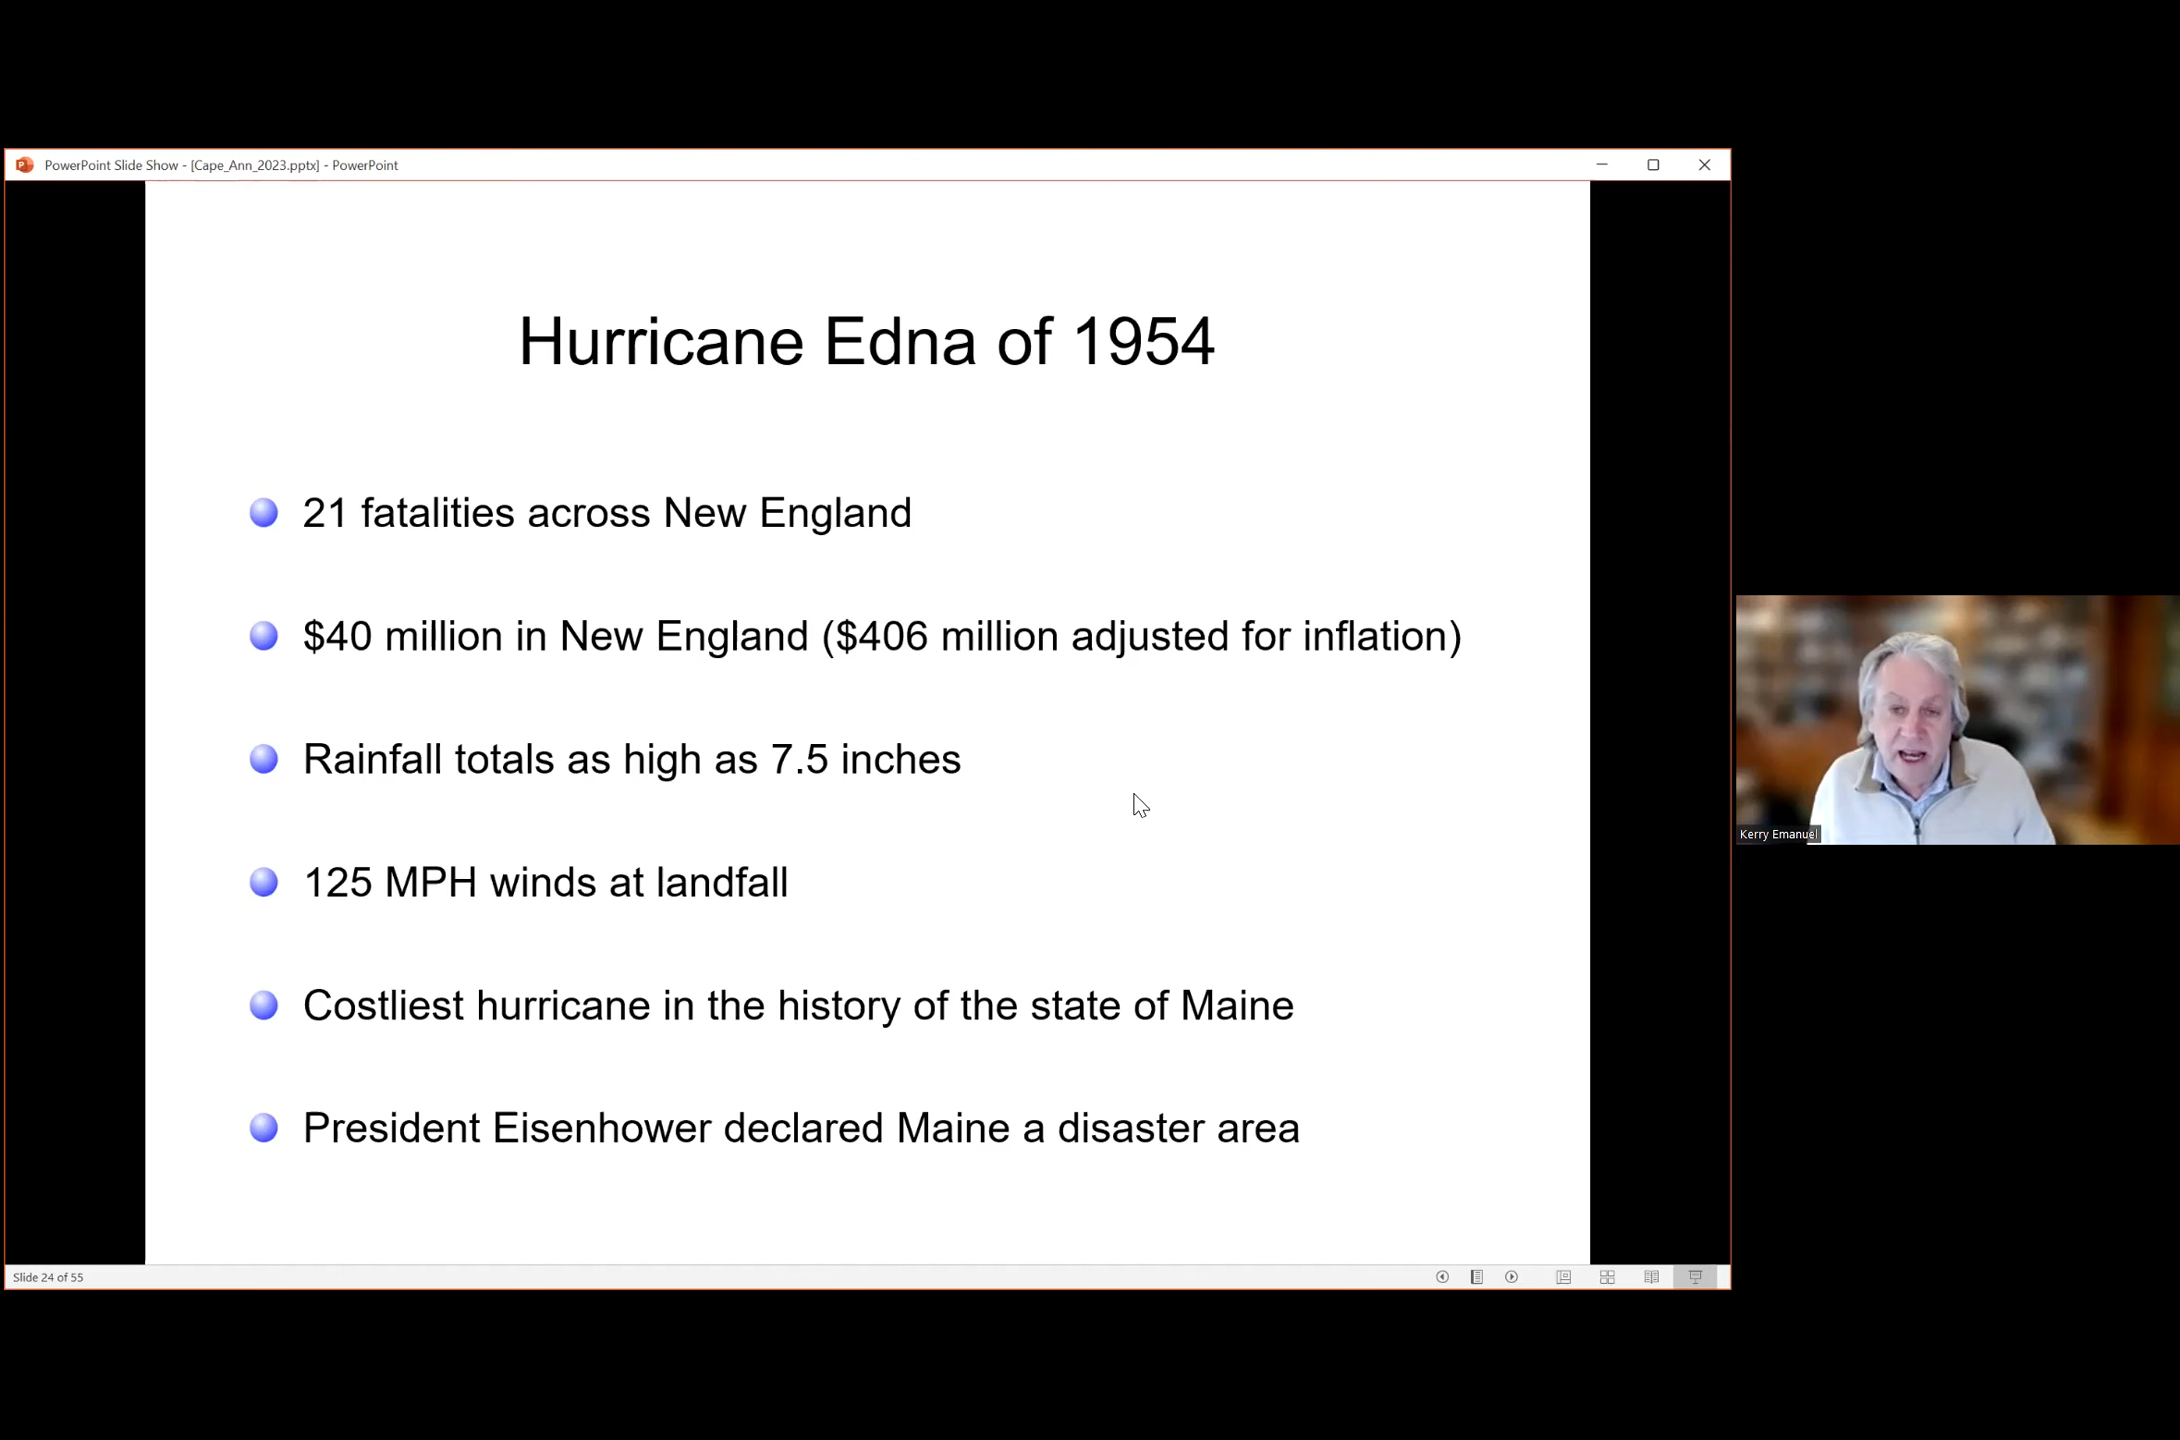 PowerPoint Slide Show - [Cape_Ann_2023.pptx] - PowerPoint
Hurricane Edna of 1954
21 fatalities across New England
$40 million in New England ($406 million adjusted for inflation)
Rainfall totals as high as 7.5 inches
125 MPH winds at landfall
Costliest hurricane in the history of the state of Maine
President Eisenhower declared Maine a disaster area
Kerry Emanuel
Slide 24 of 55